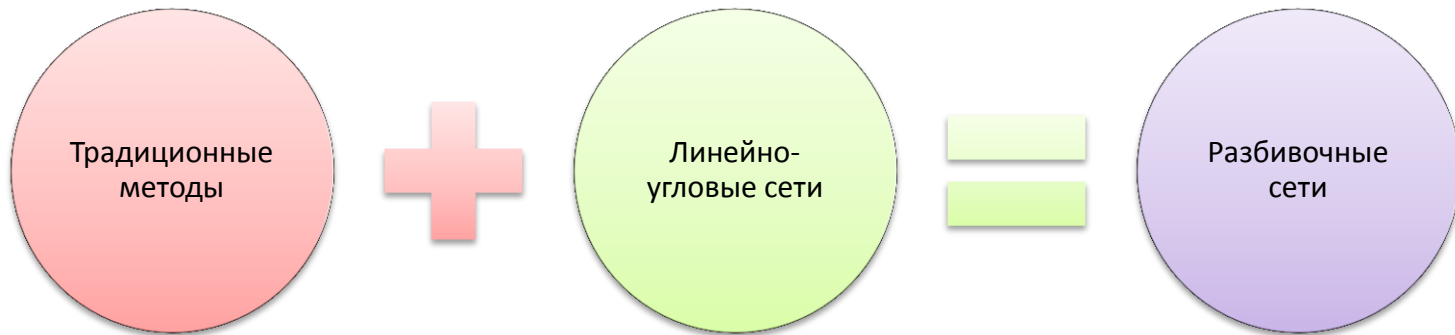 Традиционные
методы
Линейно-
угловые сети
Разбивочные
сети